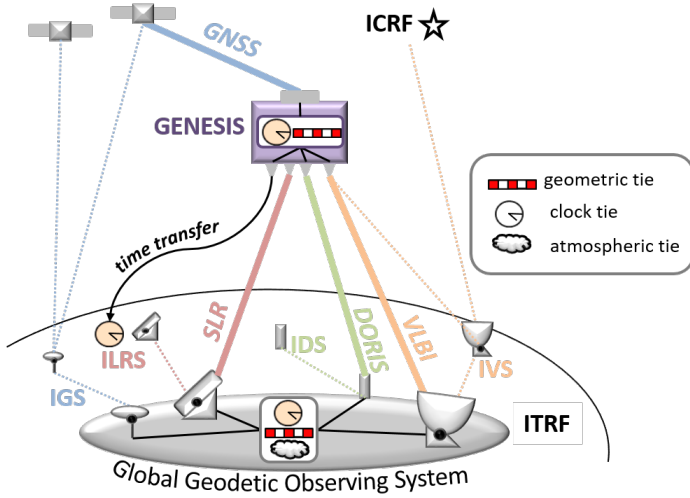 GNSS
ICRF
GENESIS
geometric tie
clock tie
atmospheric tie
time transfer
SLR
DORIS
VLBI
ILRS
IDS
IVS
IGS
ITRF
Global Geodetic Observing System